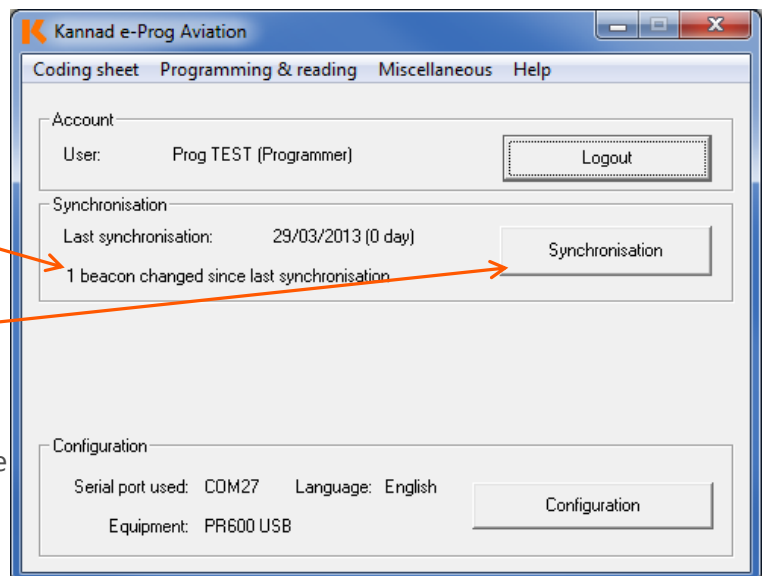 Kannad e-Prog Aviation
Coding sheet Programming & reading Miscellaneous Help
Account
User: Prog TEST (Programmer) Logout
Synchronisation
Last synchronisation: 29/03/2013 (0 day) Synchronisation
1 beacon changed since last synchronisation
e
Configuration
Serial port used: COM27 Language: English
Configuration
Equipment: PR600 USB